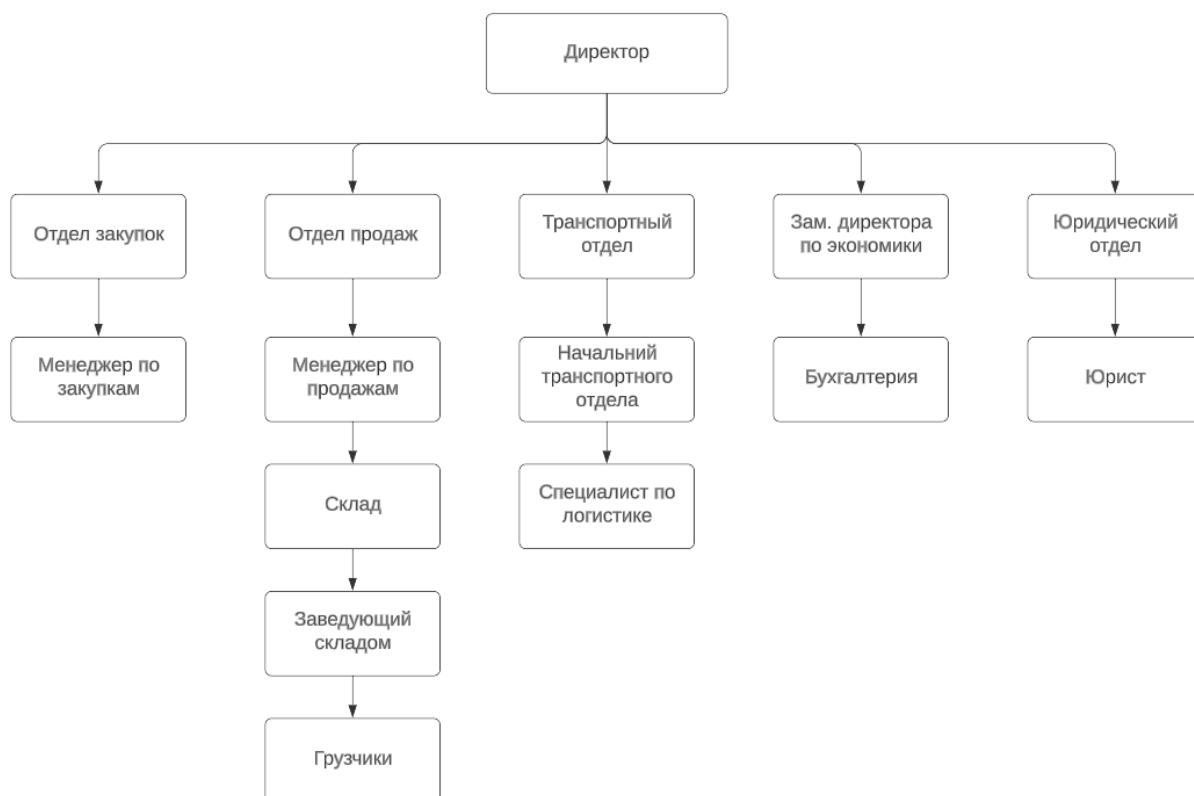 Директор
Отдел закупок
Отдел продаж
Транспортный
отдел
Зам. директора
по экономики
Юридический
отдел
Менеджер по
закупкам
Менеджер по
продажам
Начальний
транспортного
отдела
Бухгалтерия
Юрист
Склад
Специалист по
логистике
Заведующий
складом
Грузчики